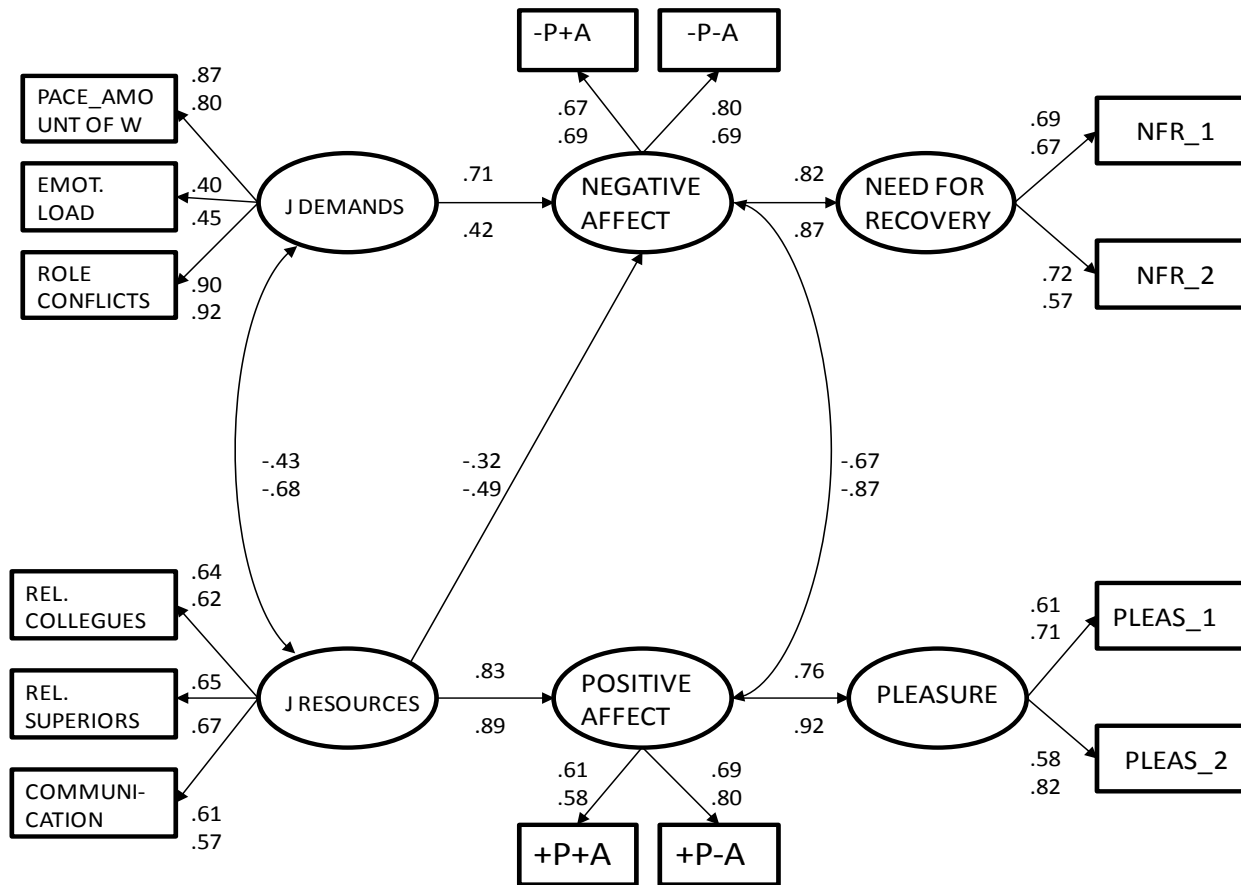 -P+A
-P-A
.87
.80
PACE_AMO
UNT OF W
.67
.69
.80
.69
.69
.67
NFR_1
EMOT.
LOAD
.40
.45
J DEMANDS
.71
.42
NEGATIVE
AFFECT
.82
.87
NEED FOR
RECOVERY
ROLE
CONFLICTS
.90
.92
.72
.57
NFR_2
-.43
-.68
-.32
-.49
-.67
-.87
.64
.62
REL.
COLLEGUES
.61
.71
PLEAS_1
REL.
SUPERIORS
.65
.67
J RESOURCES
.83
.89
POSITIVE
AFFECT
.76
.92
PLEASURE
COMMUNI-
CATION
.61
.57
.61
.58
.69
.80
.58
.82
PLEAS_2
+P+A
+P-A